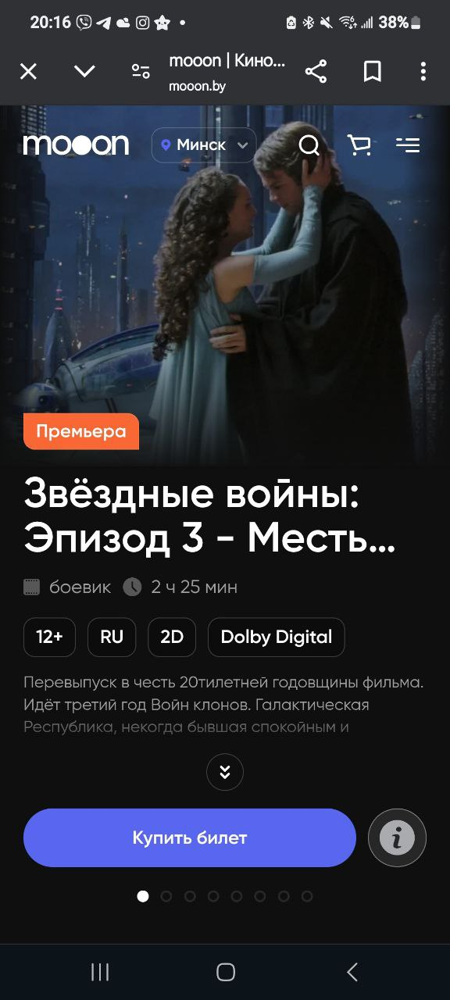 20:16
38%
mooon | Кино...
mooon.by
mooon
Минск
Премьера
Звёздные войны:
Эпизод 3 - Месть...
боевик 2 ч 25 мин
12+ RU 2D Dolby Digital
Перевыпуск в честь 20тилетней годовщины фильма.
Идёт третий год Войн клонов. Галактическая
Республика, некогда бывшая спокойным и
Купить билет
i